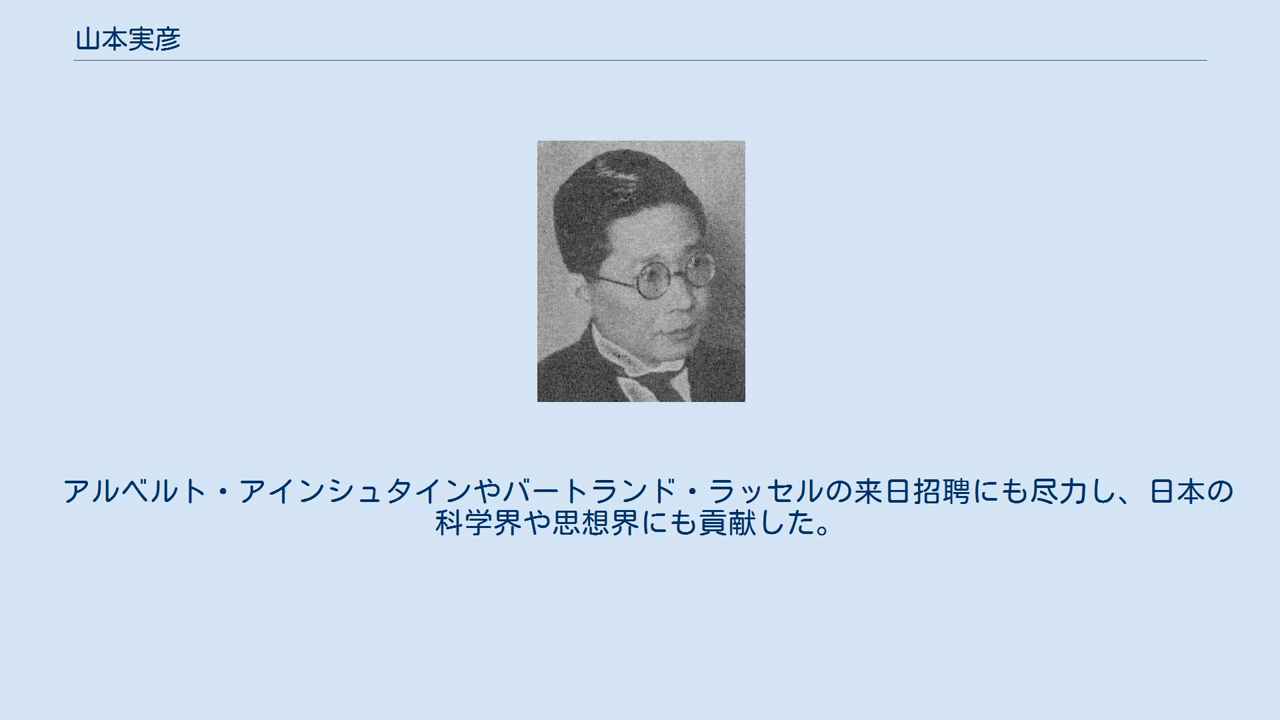 山本実彦
アルベルト・アインシュタインやバートランド・ラッセルの来日招聘にも尽力し、日本の
科学界や思想界にも貢献した。